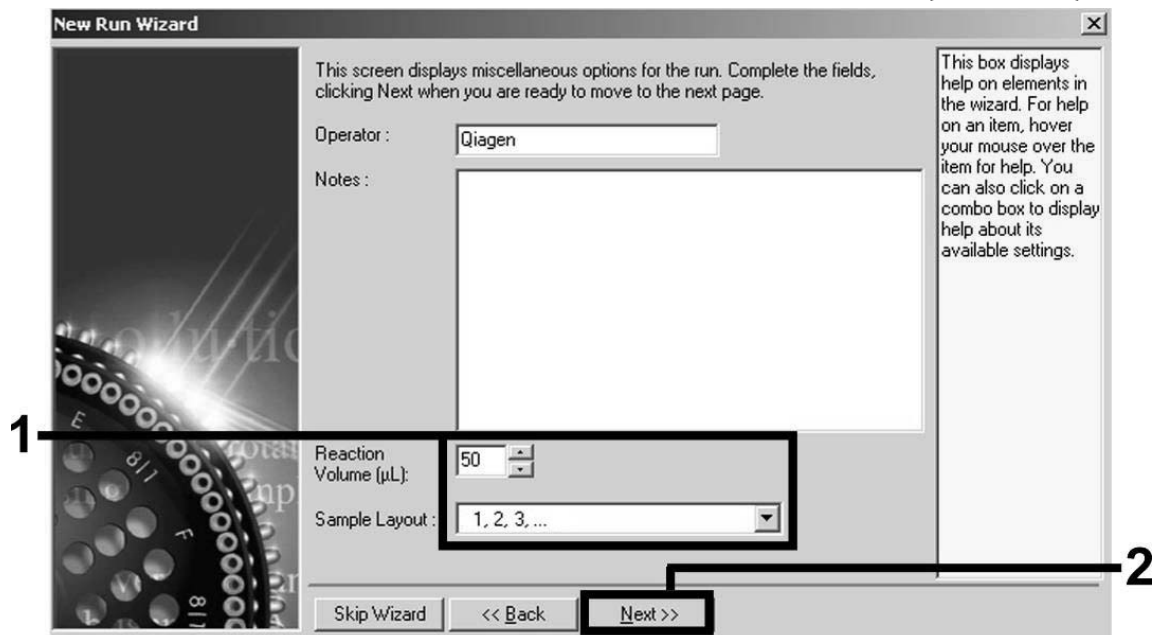 New Run Wizard
This screen displays miscellaneous options for the run. Complete the fields,
clicking Next when you are ready to move to the next page.
Operator :
Qiagen
Notes :
Reaction
Volume (µL):
50
Sample Layout :
1, 2, 3, ...
Skip Wizard
<< Back
Next >>
This box displays
help on elements in
the wizard. For help
on an item, hover
your mouse over the
item for help. You
can also click on a
combo box to display
help about its
available settings.
1
2
E
8|1
F
8|1